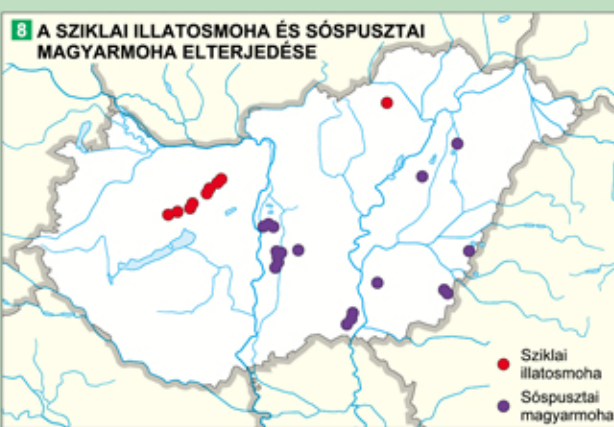 8 A SZIKLAI ILLATOSMOHA ÉS SÓSPUSZTAI
MAGYARMOHA ELTERJEDÉSE
Sziklai
illatosmoha
Sóspusztai
magyarmoha